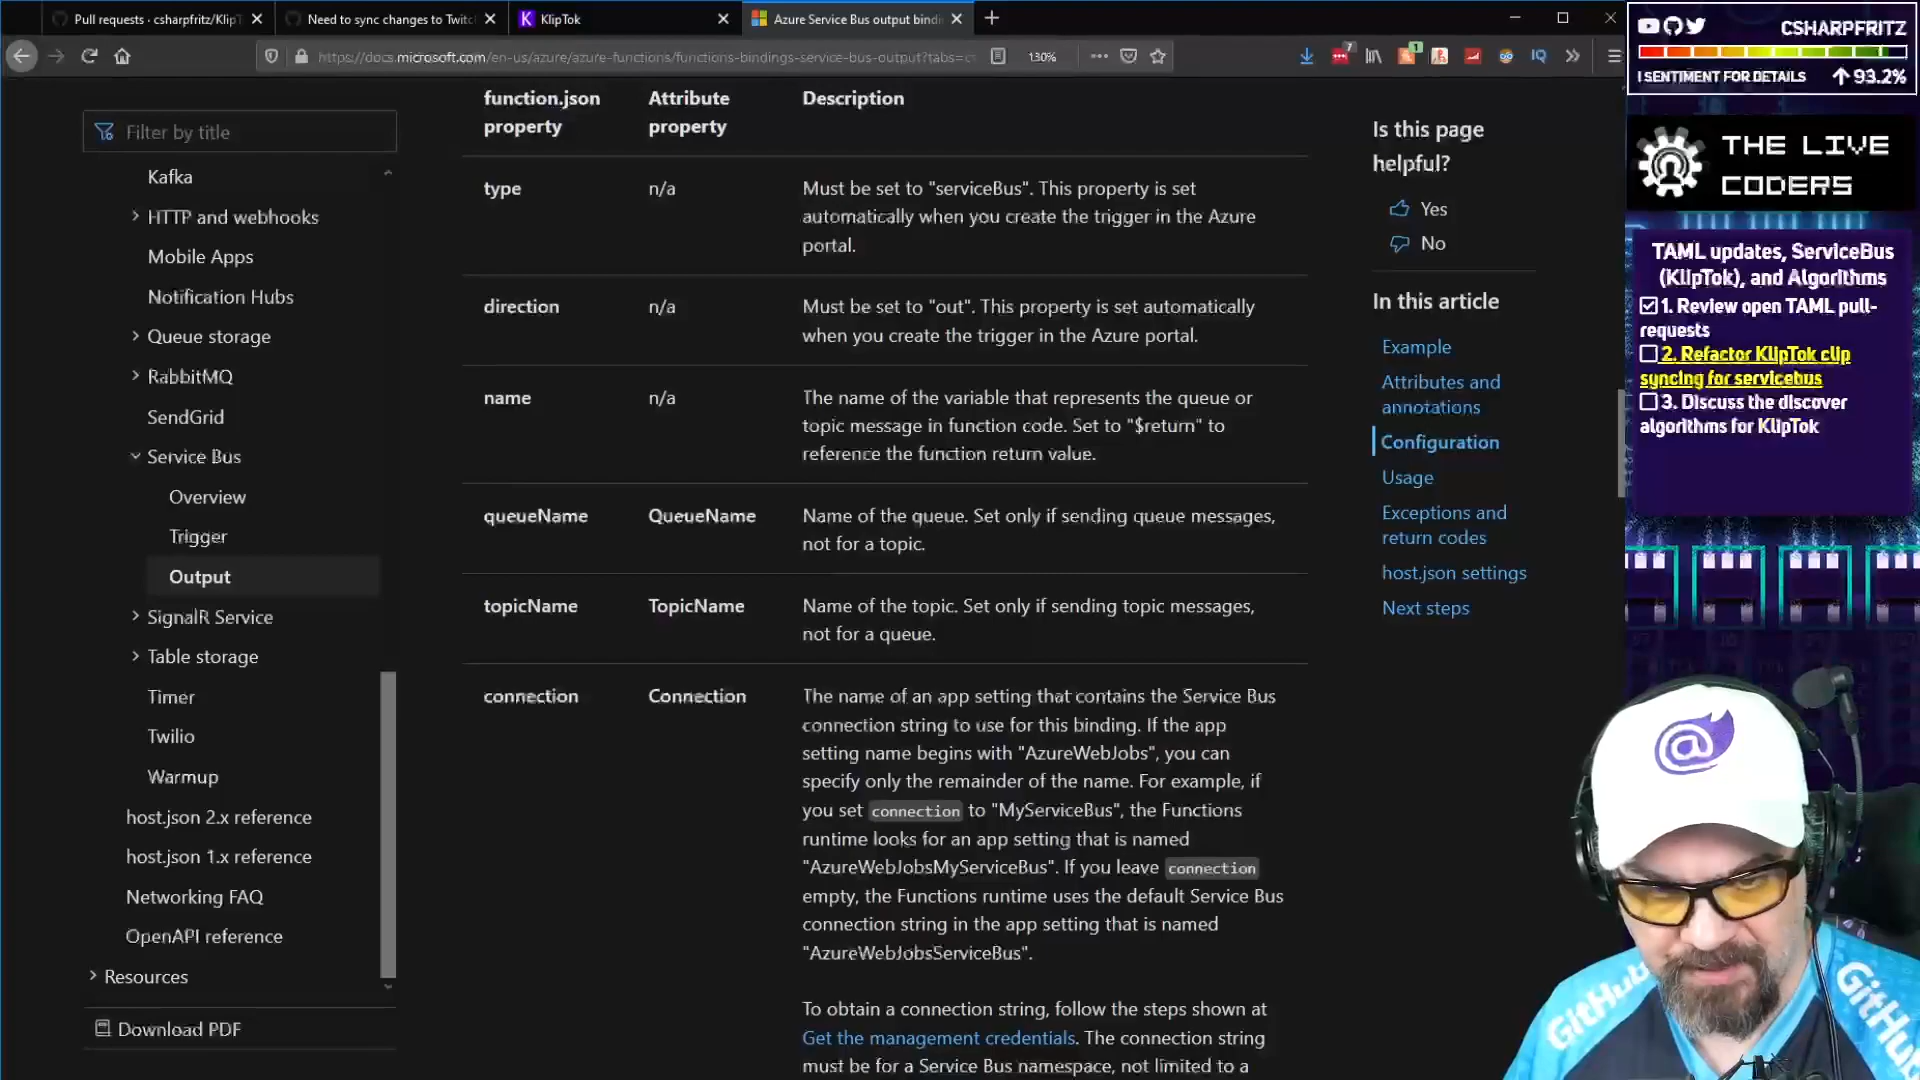 Pull requests · csharpfritz/Klip
Need to sync changes to Twitc
K KlipTok
Azure Service Bus output bindi
https://docs.microsoft.com/en-us/azure/azure-functions/functions-bindings-service-bus-output?tabs=c
130%
7
1
IQ
CSHARPFRITZ
! SENTIMENT FOR DETAILS
93.2%
THE LIVE
CODERS
TAML updates, ServiceBus
(KlipTok), and Algorithms
1. Review open TAML pull-
requests
2. Refactor KlipTok clip
syncing for servicebus
3. Discuss the discover
algorithms for KlipTok
Filter by title
Kafka
HTTP and webhooks
Mobile Apps
Notification Hubs
Queue storage
RabbitMQ
SendGrid
Service Bus
Overview
Trigger
Output
SignalR Service
Table storage
Timer
Twilio
Warmup
host.json 2.x reference
host.json 1.x reference
Networking FAQ
OpenAPI reference
Resources
Download PDF
function.json
property
Attribute
property
Description
type
n/a
Must be set to "serviceBus". This property is set
automatically when you create the trigger in the Azure
portal.
direction
n/a
Must be set to "out". This property is set automatically
when you create the trigger in the Azure portal.
name
n/a
The name of the variable that represents the queue or
topic message in function code. Set to "$return" to
reference the function return value.
queueName
QueueName
Name of the queue. Set only if sending queue messages,
not for a topic.
topicName
TopicName
Name of the topic. Set only if sending topic messages,
not for a queue.
connection
Connection
The name of an app setting that contains the Service Bus
connection string to use for this binding. If the app
setting name begins with "AzureWebJobs", you can
specify only the remainder of the name. For example, if
you set connection to "MyServiceBus", the Functions
runtime looks for an app setting that is named
"AzureWebJobsMyServiceBus". If you leave connection
empty, the Functions runtime uses the default Service Bus
connection string in the app setting that is named
"AzureWebJobsServiceBus".
To obtain a connection string, follow the steps shown at
Get the management credentials. The connection string
must be for a Service Bus namespace, not limited to a
Is this page
helpful?
Yes
No
In this article
Example
Attributes and
annotations
Configuration
Usage
Exceptions and
return codes
host.json settings
Next steps
@
GitHub
GitHu